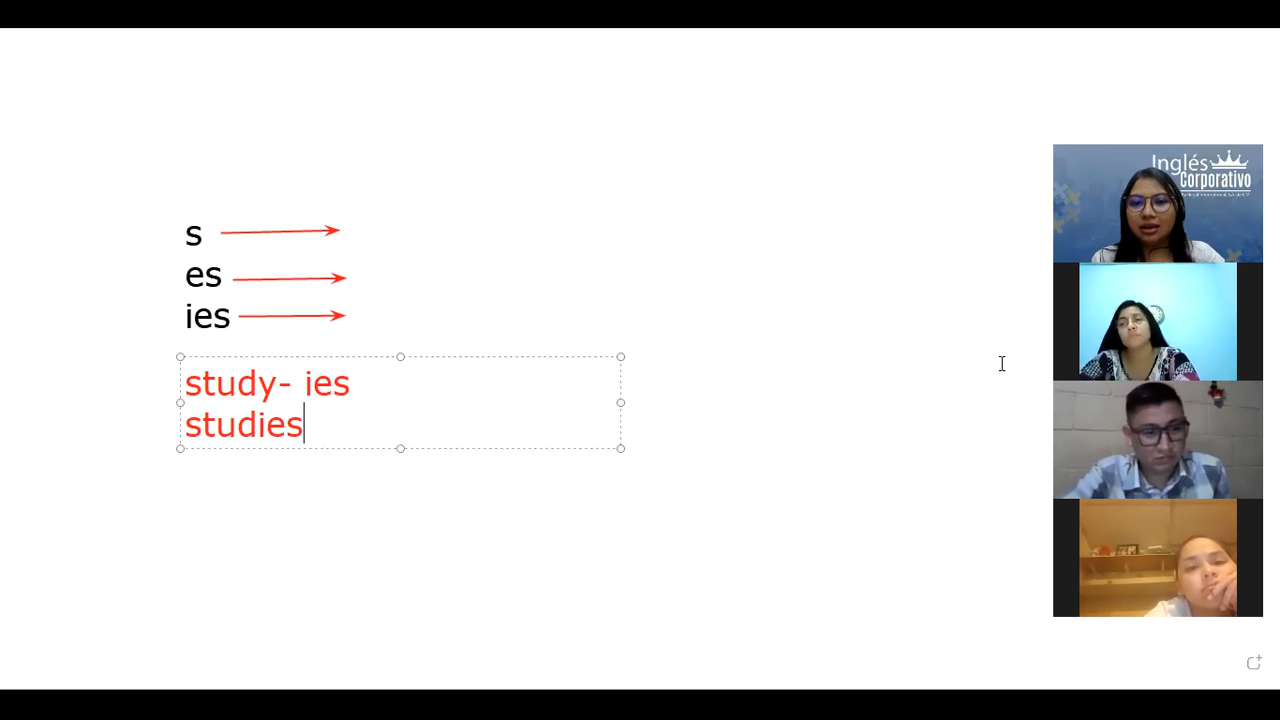 s
es
ies
study- ies
studies
Inglés
Corporativo